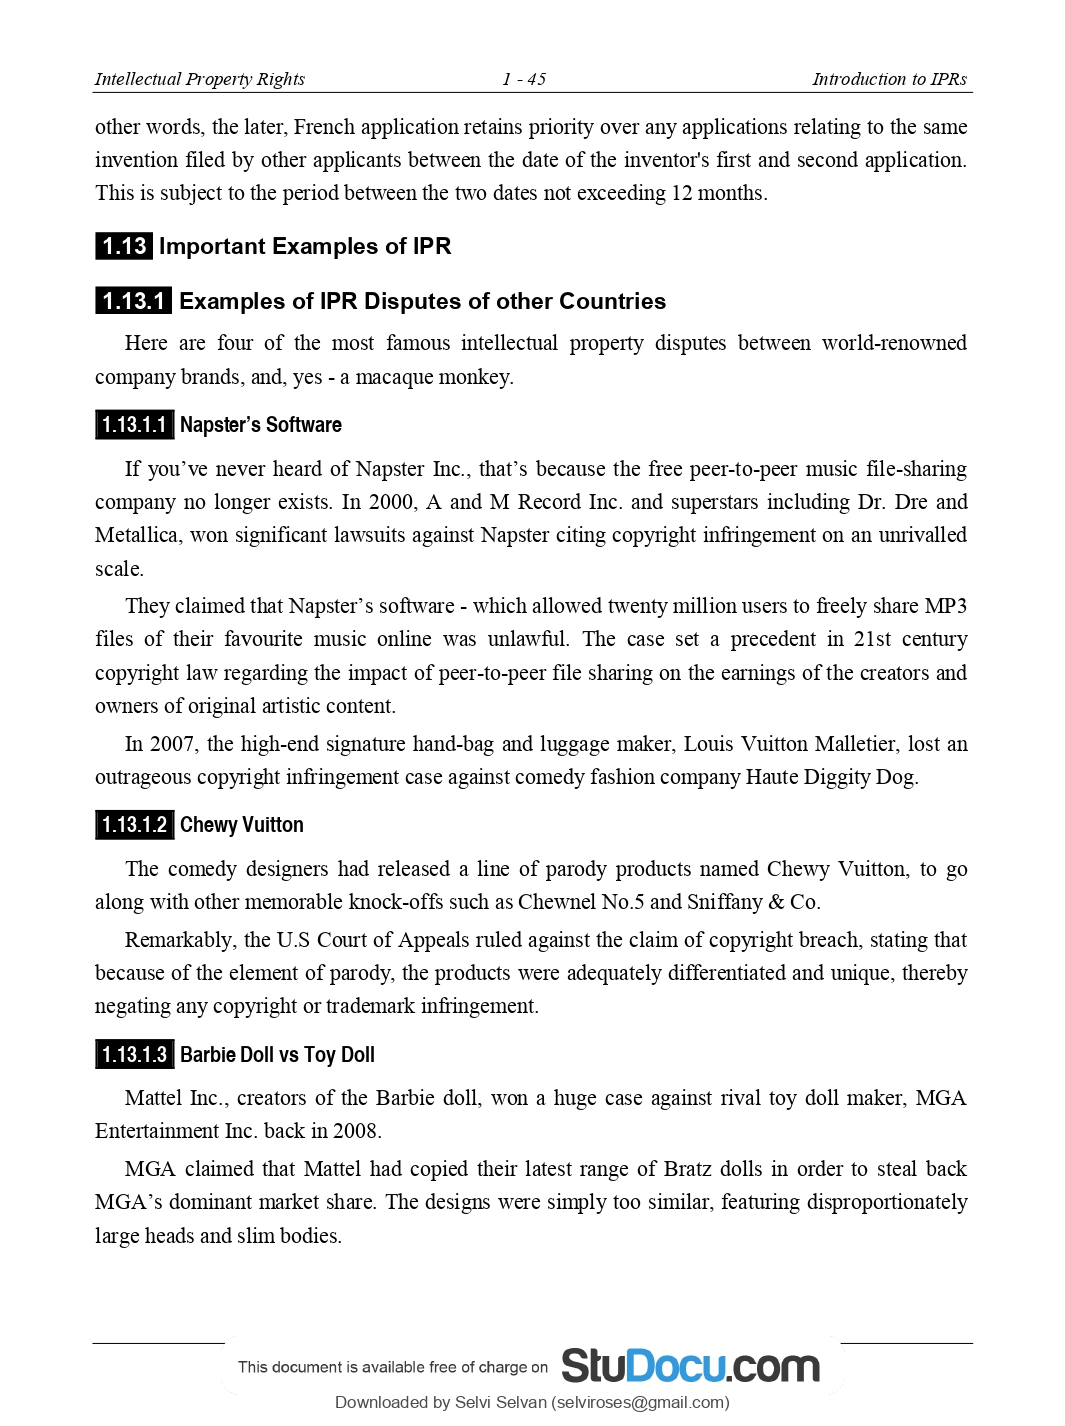 Intellectual Property Rights 1 - 45 Introduction to IPRs
other words, the later, French application retains priority over any applications relating to the same
invention filed by other applicants between the date of the inventor's first and second application.
This is subject to the period between the two dates not exceeding 12 months.
1.13 Important Examples of IPR
1.13.1 Examples of IPR Disputes of other Countries
Here are four of the most famous intellectual property disputes between world-renowned
company brands, and, yes - a macaque monkey.
1.13.1.1 Napster’s Software
If you’ve never heard of Napster Inc., that’s because the free peer-to-peer music file-sharing
company no longer exists. In 2000, A and M Record Inc. and superstars including Dr. Dre and
Metallica, won significant lawsuits against Napster citing copyright infringement on an unrivalled
scale.
They claimed that Napster’s software - which allowed twenty million users to freely share MP3
files of their favourite music online was unlawful. The case set a precedent in 21st century
copyright law regarding the impact of peer-to-peer file sharing on the earnings of the creators and
owners of original artistic content.
In 2007, the high-end signature hand-bag and luggage maker, Louis Vuitton Malletier, lost an
outrageous copyright infringement case against comedy fashion company Haute Diggity Dog.
1.13.1.2 Chewy Vuitton
The comedy designers had released a line of parody products named Chewy Vuitton, to go
along with other memorable knock-offs such as Chewnel No.5 and Sniffany & Co.
Remarkably, the U.S Court of Appeals ruled against the claim of copyright breach, stating that
because of the element of parody, the products were adequately differentiated and unique, thereby
negating any copyright or trademark infringement.
1.13.1.3 Barbie Doll vs Toy Doll
Mattel Inc., creators of the Barbie doll, won a huge case against rival toy doll maker, MGA
Entertainment Inc. back in 2008.
MGA claimed that Mattel had copied their latest range of Bratz dolls in order to steal back
MGA’s dominant market share. The designs were simply too similar, featuring disproportionately
large heads and slim bodies.
This document is available free of charge on StuDocu.com
Downloaded by Selvi Selvan (selviroses@gmail.com)